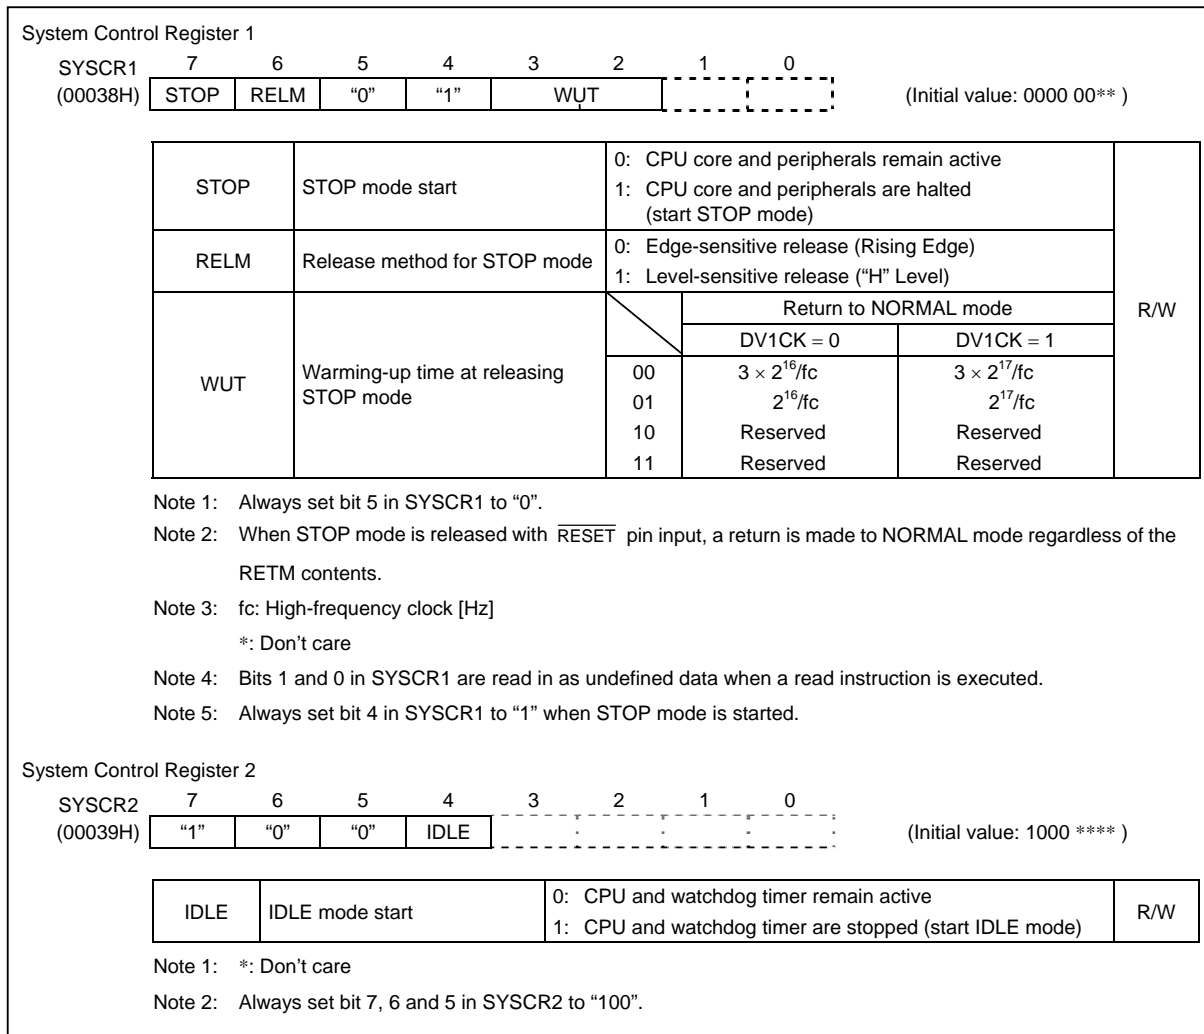 System Control Register 1
SYSCR1 7 6 5 4 3 2 1 0
(00038H) STOP RELM “0” “1” WUT (Initial value: 0000 00** )
STOP STOP mode start 0: CPU core and peripherals remain active
1: CPU core and peripherals are halted
(start STOP mode)
RELM Release method for STOP mode 0: Edge-sensitive release (Rising Edge)
1: Level-sensitive release (“H” Level)
R/W
WUT Warming-up time at releasing
STOP mode
Return to NORMAL mode
DV1CK = 0 DV1CK = 1
00 3 × 2^16/fc 3 × 2^17/fc
01 2^16/fc 2^17/fc
10 Reserved Reserved
11 Reserved Reserved
Note 1: Always set bit 5 in SYSCR1 to “0”.
Note 2: When STOP mode is released with RESET pin input, a return is made to NORMAL mode regardless of the
RETM contents.
Note 3: fc: High-frequency clock [Hz]
*: Don’t care
Note 4: Bits 1 and 0 in SYSCR1 are read in as undefined data when a read instruction is executed.
Note 5: Always set bit 4 in SYSCR1 to “1” when STOP mode is started.
System Control Register 2
SYSCR2 7 6 5 4 3 2 1 0
(00039H) “1” “0” “0” IDLE (Initial value: 1000 **** )
IDLE IDLE mode start 0: CPU and watchdog timer remain active
1: CPU and watchdog timer are stopped (start IDLE mode)
R/W
Note 1: *: Don’t care
Note 2: Always set bit 7, 6 and 5 in SYSCR2 to “100”.